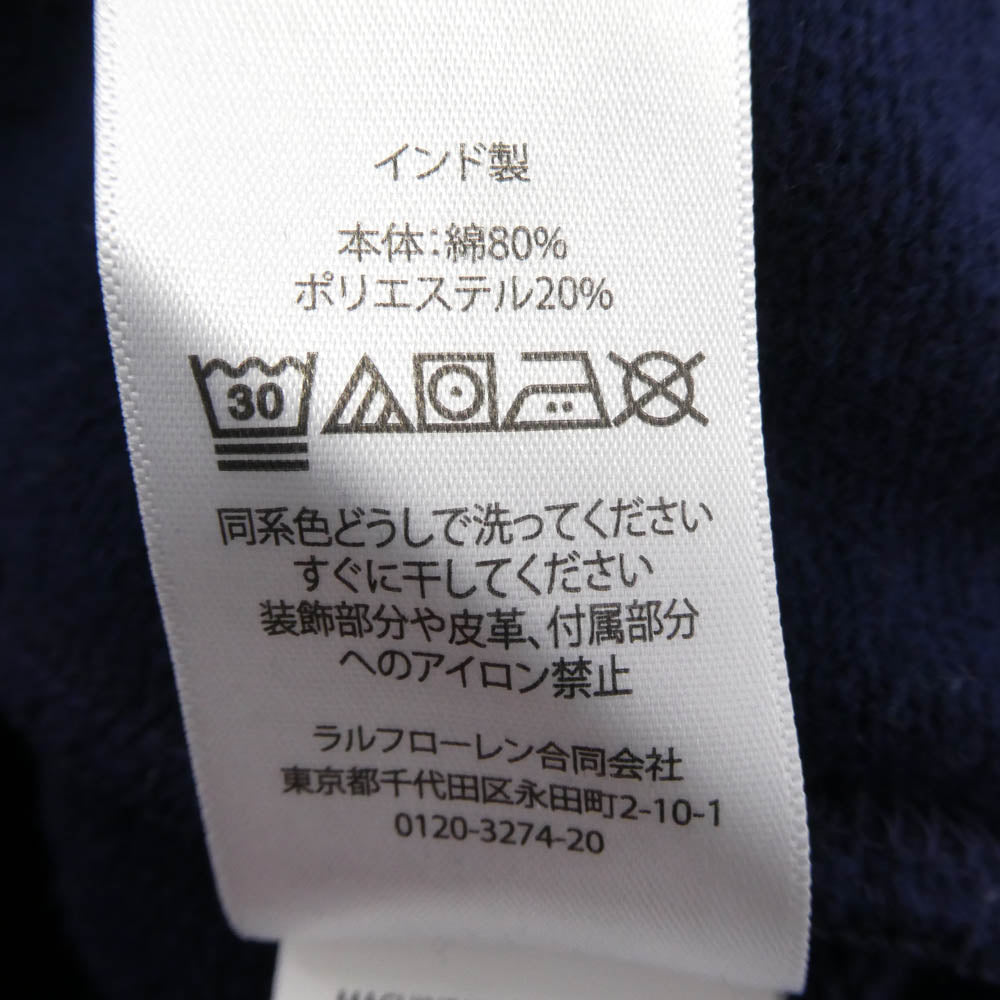 インド製
本体:綿80%
ポリエステル20%
30
同系色どうしで洗ってください
すぐに干してください
装飾部分や皮革、付属部分
へのアイロン禁止
ラルフローレン合同会社
東京都千代田区永田町2-10-1
0120-3274-20